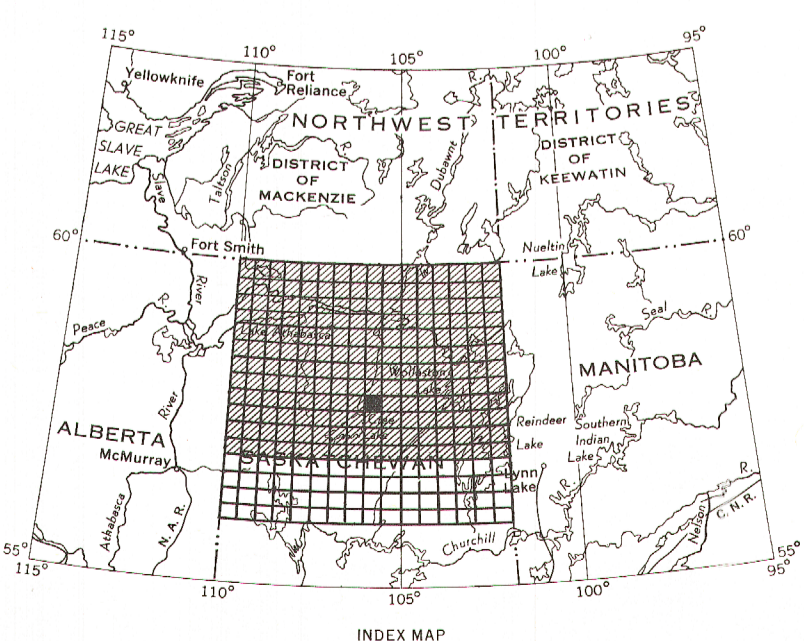 115°
110°
105°
100°
95°
Yellowknife
Fort
Reliance
R.
GREAT
SLAVE
LAKE
NORTHWEST TERRITORIES
DISTRICT
OF
MACKENZIE
DISTRICT
OF
KEEWATIN
Slave
Taltson
Dubawnt
60°
60°
Fort Smith
Nueltin
Lake
River
R.
Peace
Lake Athabasca
Seal
R.
Wollaston
Lake
MANITOBA
River
ALBERTA
McMurray
Reindeer
Lake
Southern
Indian
Lake
SASKATCHEWAN
Lynn
Lake
R.
R.
C.N.R.
Athabasca
N.A.R.
Churchill
Nelson
55°
115°
110°
105°
100°
55°
95°
INDEX MAP